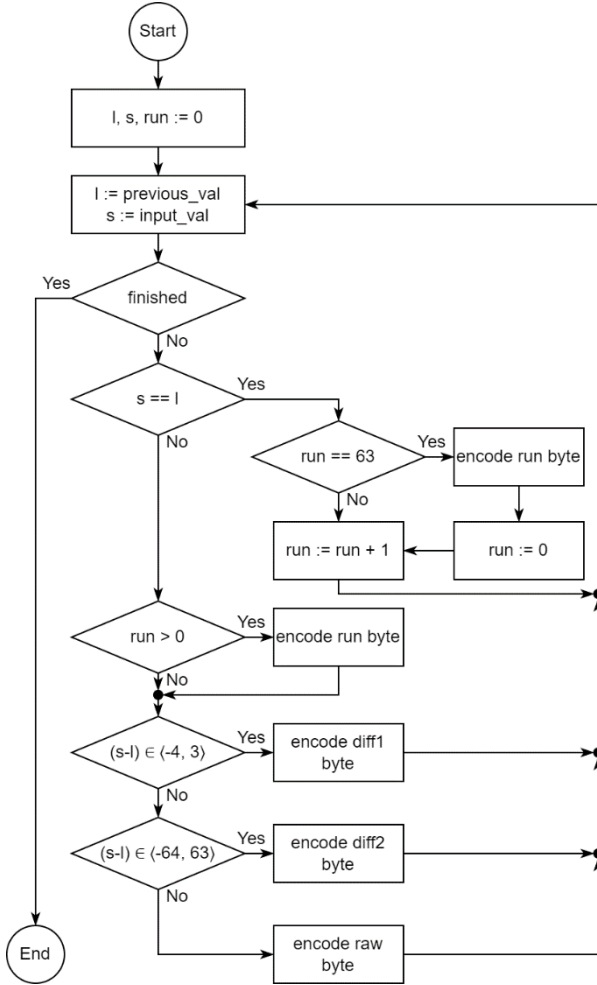 Start
l, s, run := 0
l := previous_val
s := input_val
Yes
finished
No
s == l
Yes
No
run == 63
Yes
encode run byte
No
run := run + 1
run := 0
run > 0
Yes
encode run byte
No
(s-l) ∈ ⟨-4, 3⟩
Yes
encode diff1
byte
No
(s-l) ∈ ⟨-64, 63⟩
Yes
encode diff2
byte
No
End
encode raw
byte